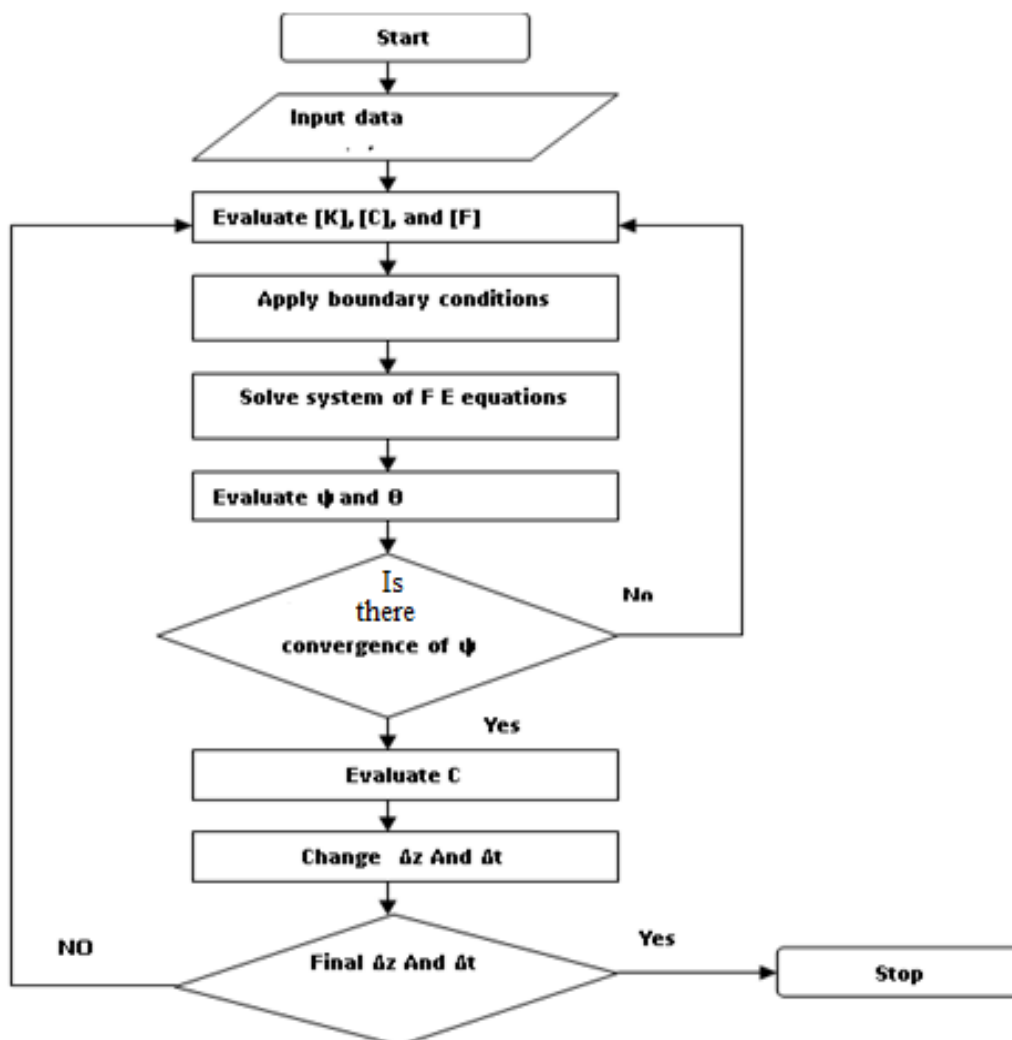 Start
Input data
Evaluate [K], [C], and [F]
Apply boundary conditions
Solve system of F E equations
Evaluate ψ and θ
Is
there
convergence of ψ
No
Yes
Evaluate C
Change Δz And Δt
NO
Final Δz And Δt
Yes
Stop